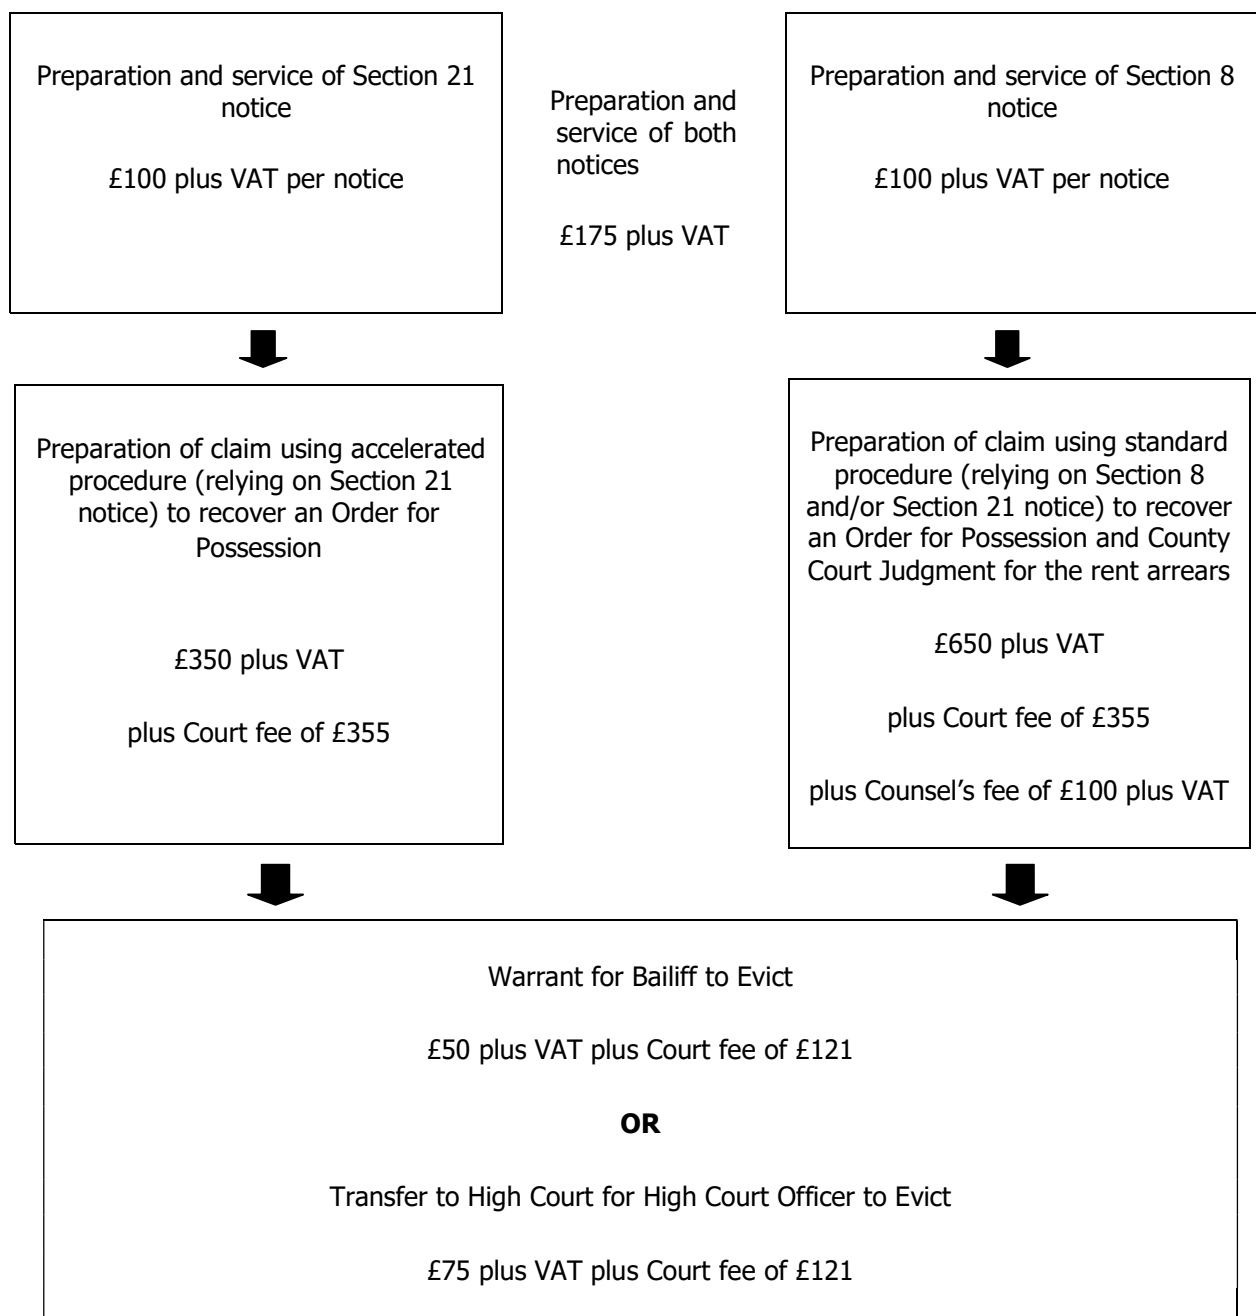 Preparation and service of Section 21
notice
£100 plus VAT per notice
Preparation and
service of both
notices
£175 plus VAT
Preparation and service of Section 8
notice
£100 plus VAT per notice
Preparation of claim using accelerated
procedure (relying on Section 21
notice) to recover an Order for
Possession
£350 plus VAT
plus Court fee of £355
Preparation of claim using standard
procedure (relying on Section 8
and/or Section 21 notice) to recover
an Order for Possession and County
Court Judgment for the rent arrears
£650 plus VAT
plus Court fee of £355
plus Counsel’s fee of £100 plus VAT
Warrant for Bailiff to Evict
£50 plus VAT plus Court fee of £121
OR
Transfer to High Court for High Court Officer to Evict
£75 plus VAT plus Court fee of £121